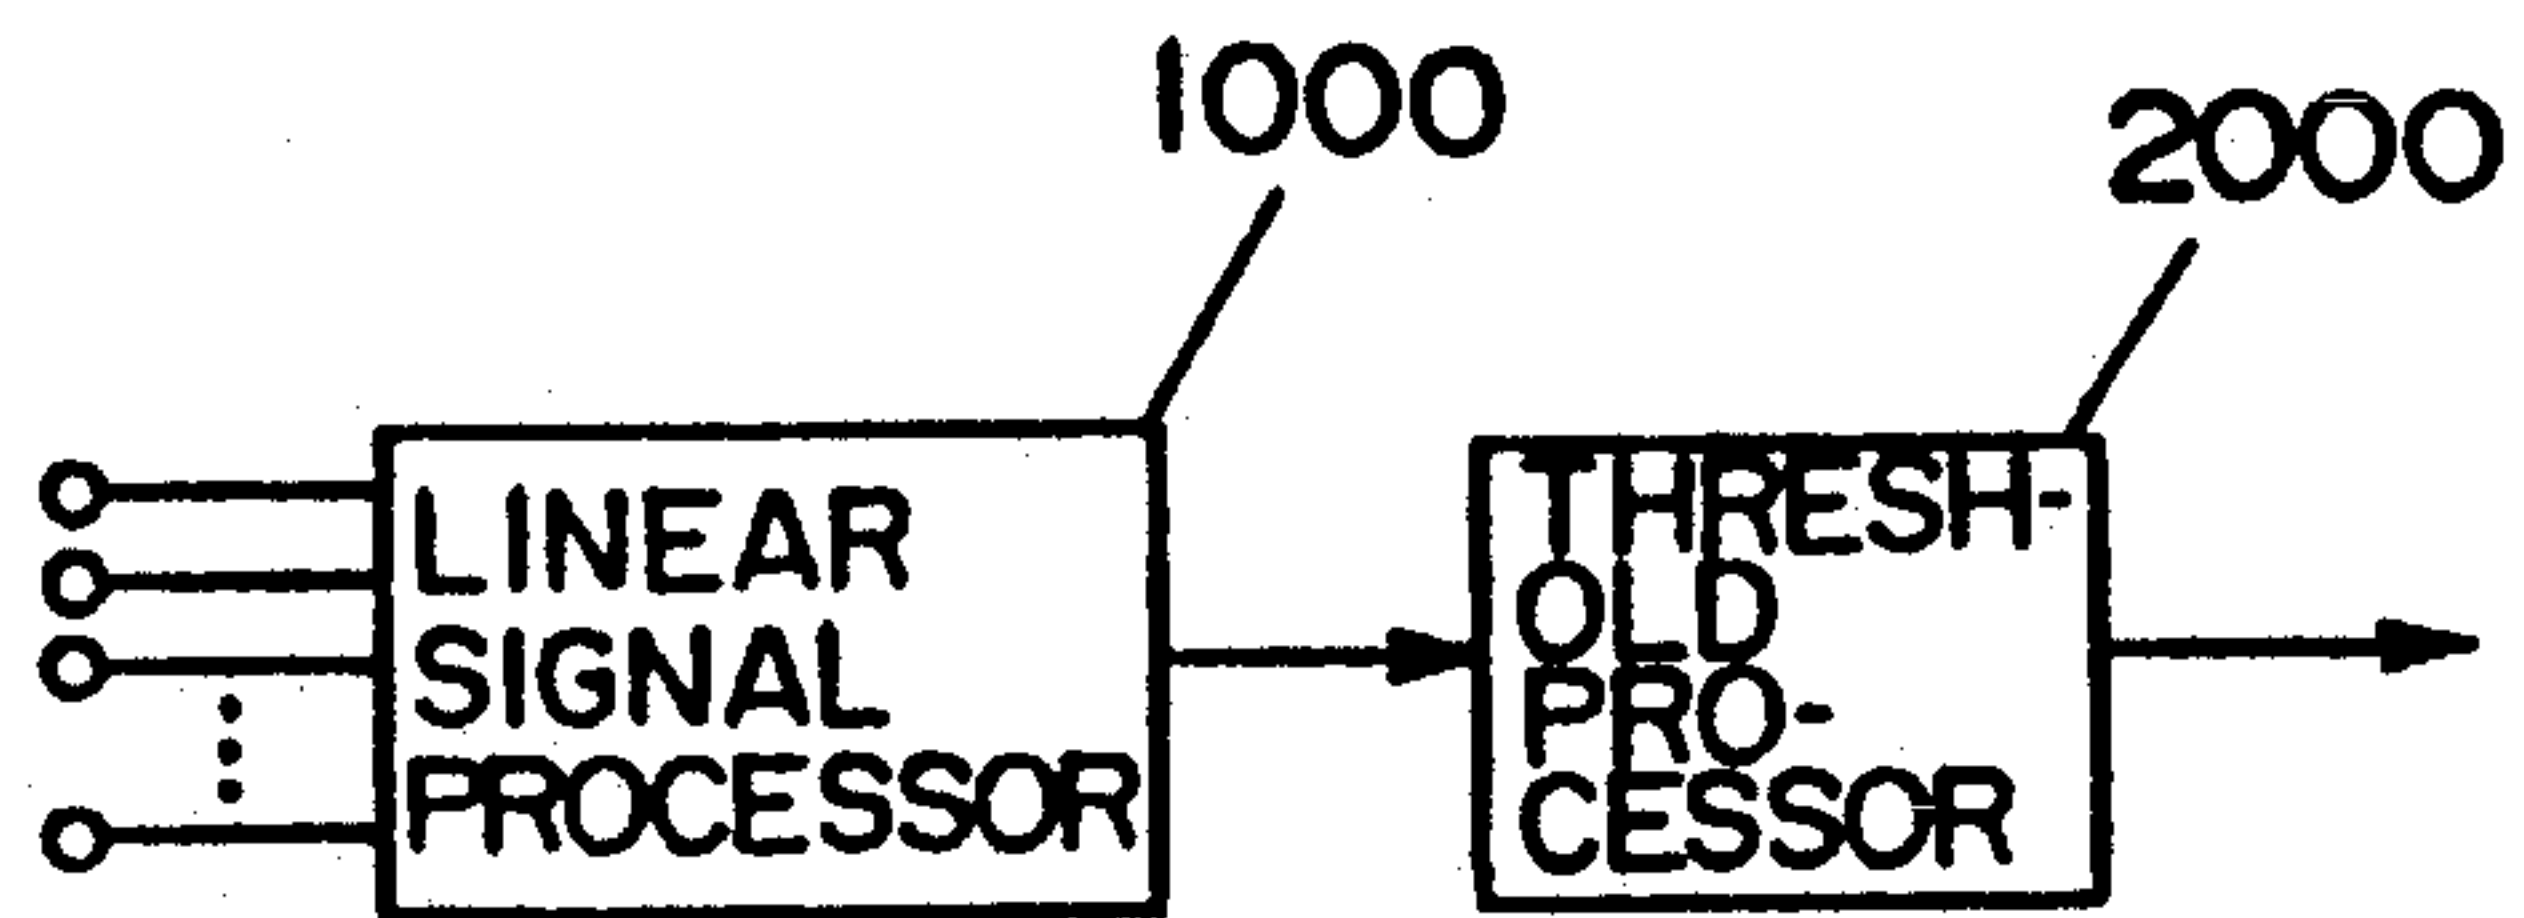 1000
2000
LINEAR
SIGNAL
PROCESSOR
THRESH-
OLD
PRO-
CESSOR